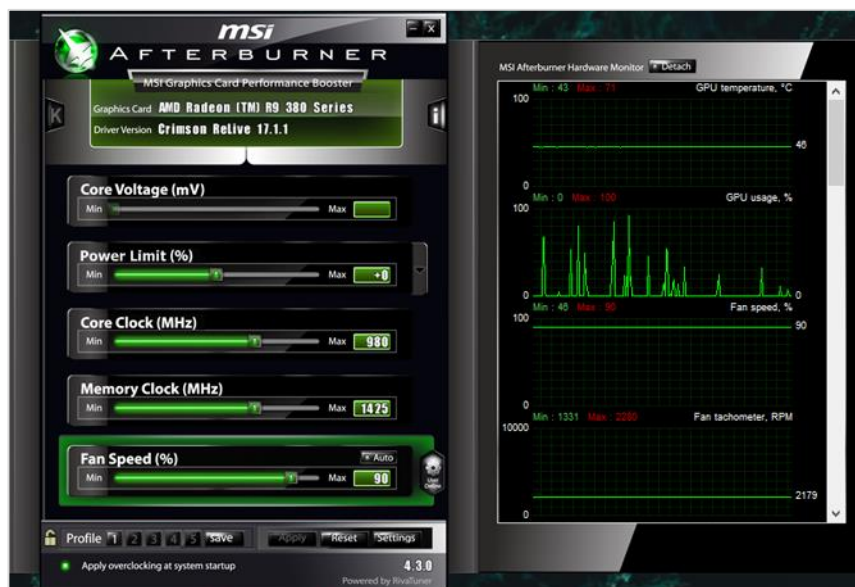 msi
AFTERBURNER
MSI Graphics Card Performance Booster
Graphics Card AMD Radeon (TM) R9 380 Series
Driver Version Crimson ReLive 17.1.1
K
i
Core Voltage (mV)
Min Max
Power Limit (%)
Min Max +0
Core Clock (MHz)
Min Max 980
Memory Clock (MHz)
Min Max 1425
Fan Speed (%) Auto
Min Max 90
User Define
Profile 1 2 3 4 5 Save Apply Reset Settings
Apply overclocking at system startup 4.3.0
Powered by RivaTuner
MSI Afterburner Hardware Monitor Detach
Min : 43 Max : 71 GPU temperature, °C
100
46
0
Min : 0 Max : 100 GPU usage, %
100
0 0
Min : 46 Max : 90 Fan speed, %
100
90
0
Min : 1331 Fan tachometer, RPM
10000
2179
0